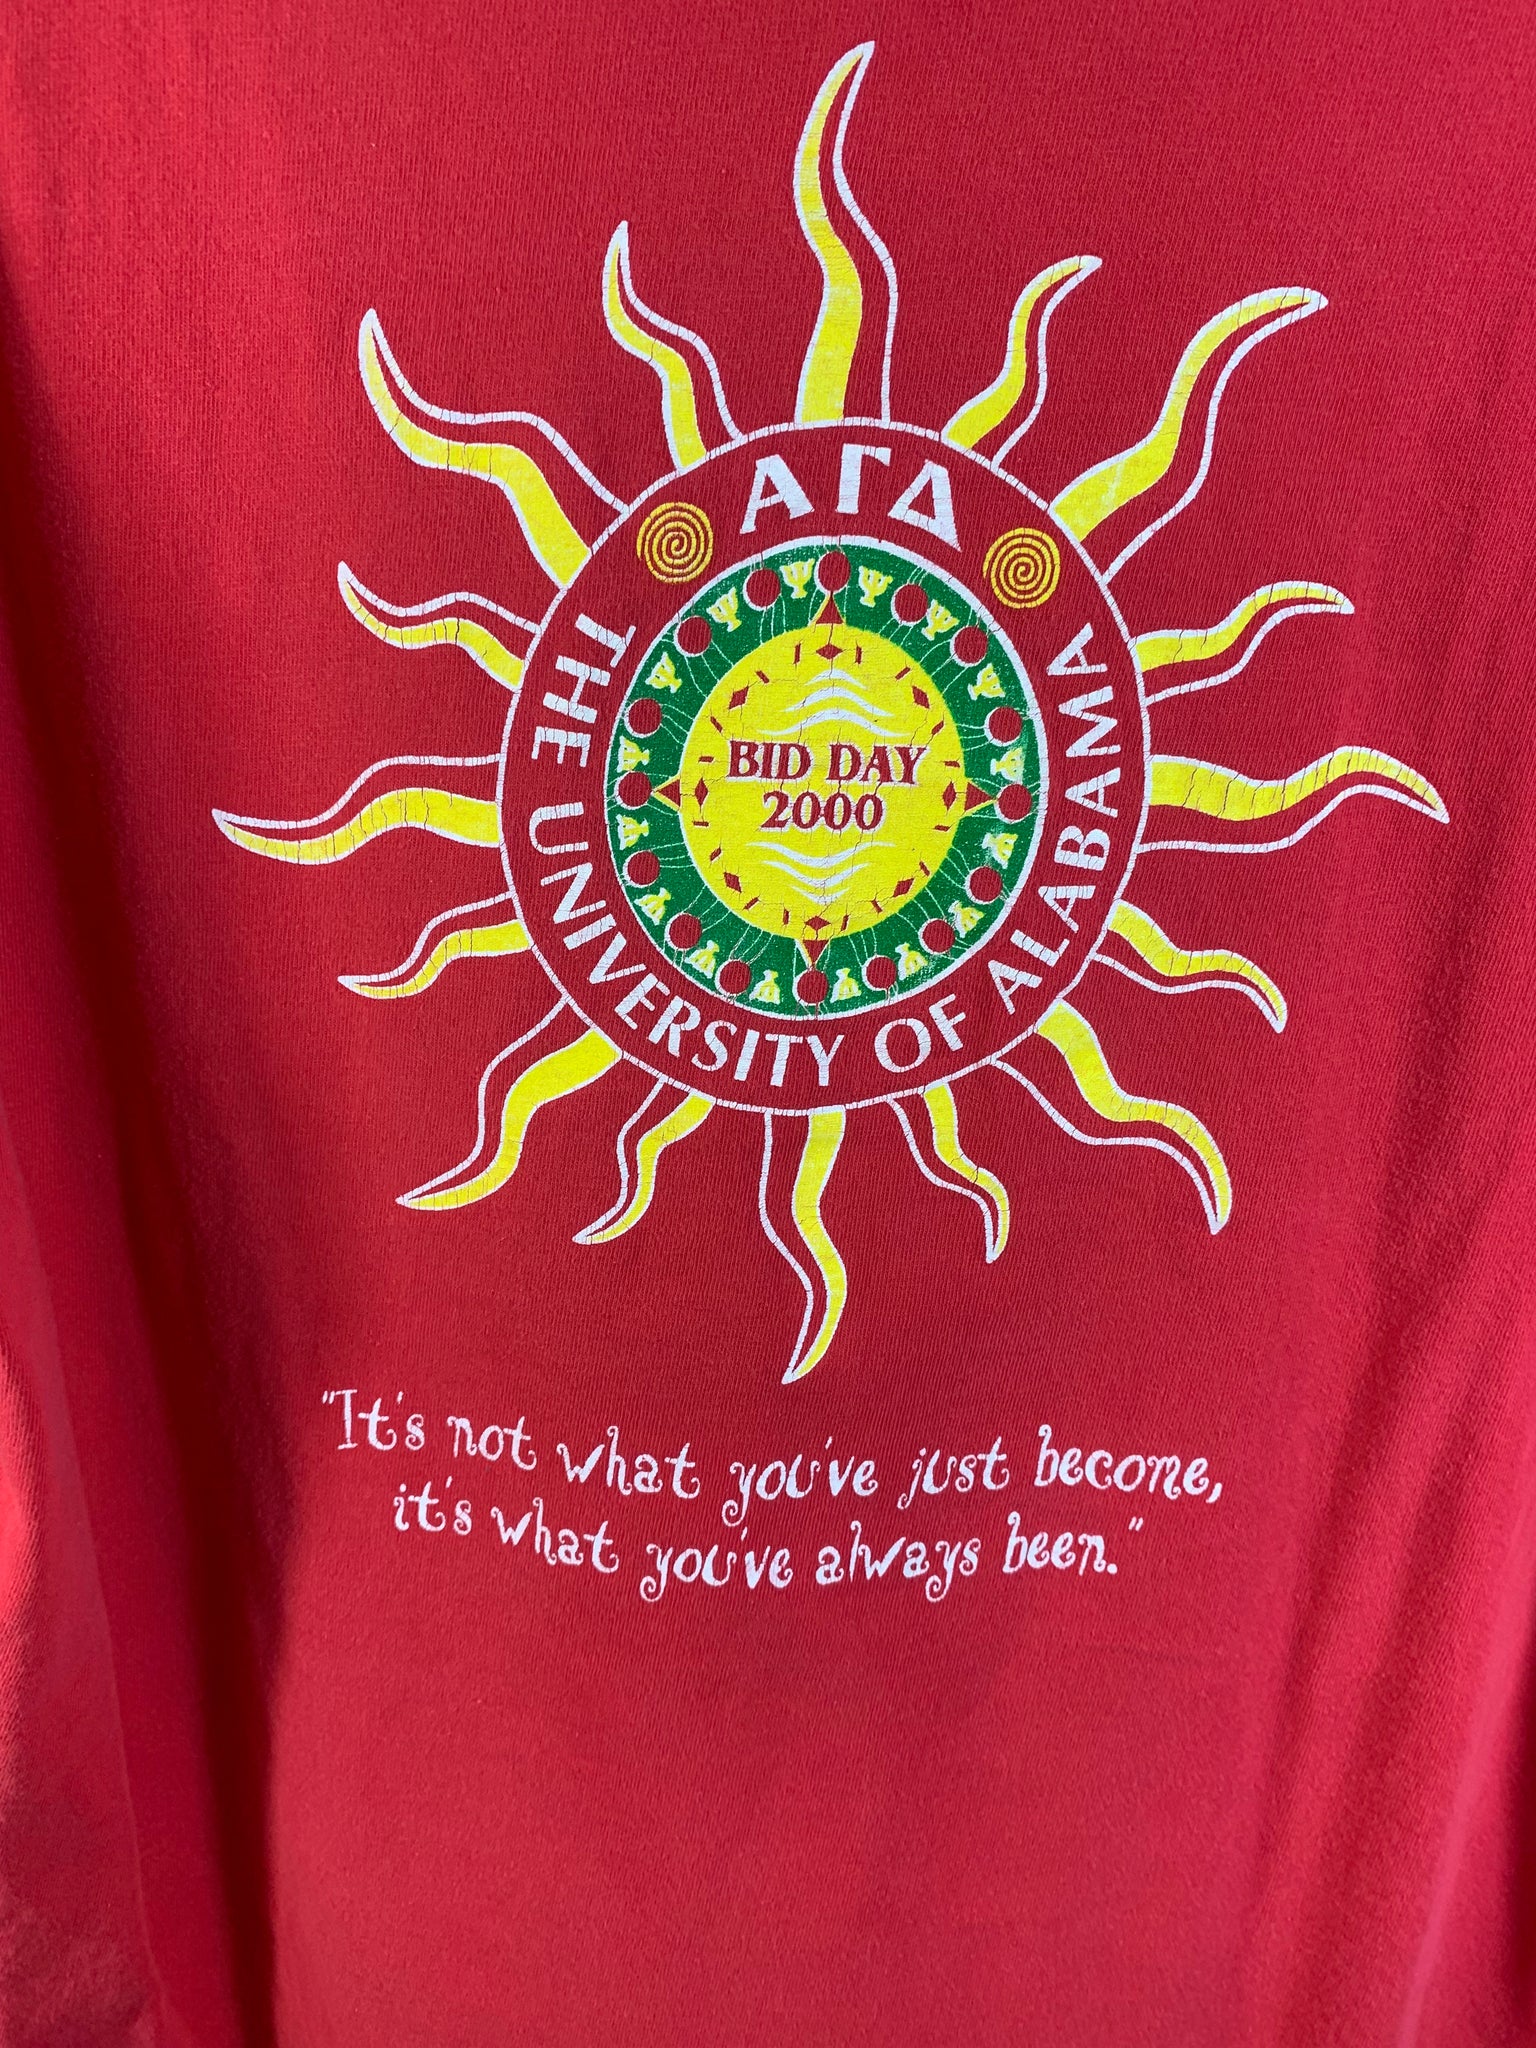 ΑΓΔ
THE UNIVERSITY OF ALABAMA
BID DAY
2000
"It's not what you've just become,
it's what you've always been."